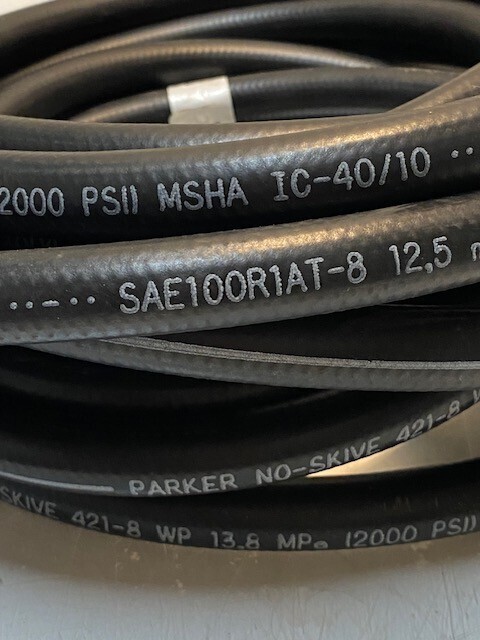 2000 PSI) MSHA IC-40/10 ··
··–·· SAE100R1AT-8 12,5
PARKER NO-SKIVE 421-8 W
SKIVE 421-8 WP 13,8 MPa (2000 PSI)